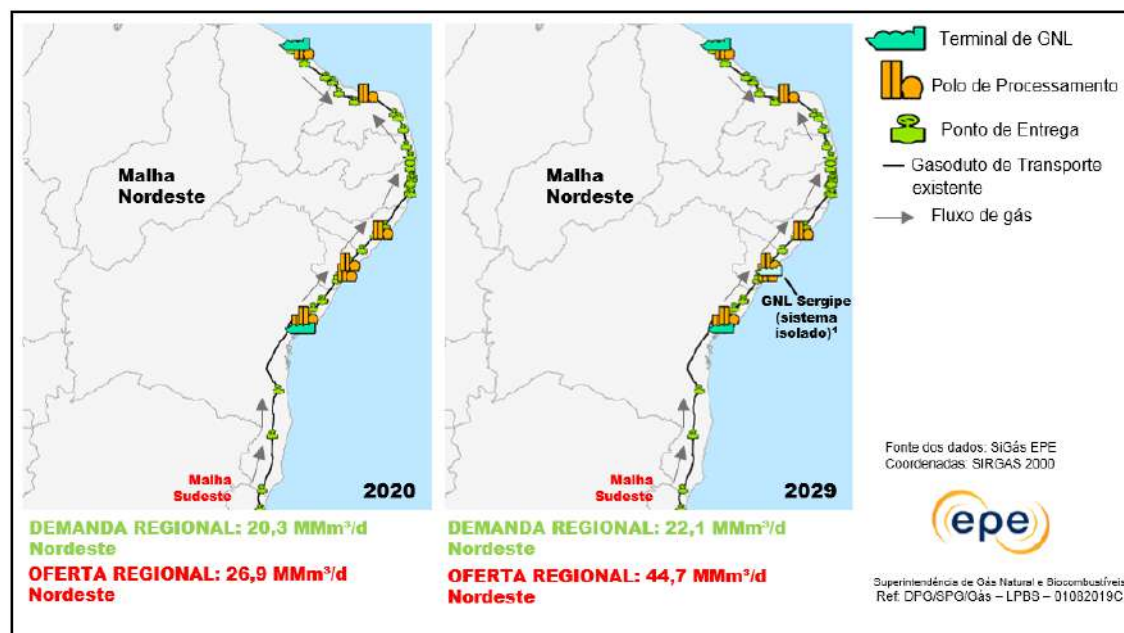 Malha
Nordeste
Malha
Sudeste
2020
DEMANDA REGIONAL: 20,3 MMm³/d
Nordeste
OFERTA REGIONAL: 26,9 MMm³/d
Nordeste
Malha
Nordeste
GNL Sergipe
(sistema
isolado)¹
Malha
Sudeste
2029
DEMANDA REGIONAL: 22,1 MMm³/d
Nordeste
OFERTA REGIONAL: 44,7 MMm³/d
Nordeste
Terminal de GNL
Polo de Processamento
Ponto de Entrega
Gasoduto de Transporte
existente
Fluxo de gás
Fonte dos dados: SiGás EPE
Coordenadas: SIRGAS 2000
epe
Superintendência de Gás Natural e Biocombustíveis
Ref: DPG/SPG/Gás – LPBS – 01082019C